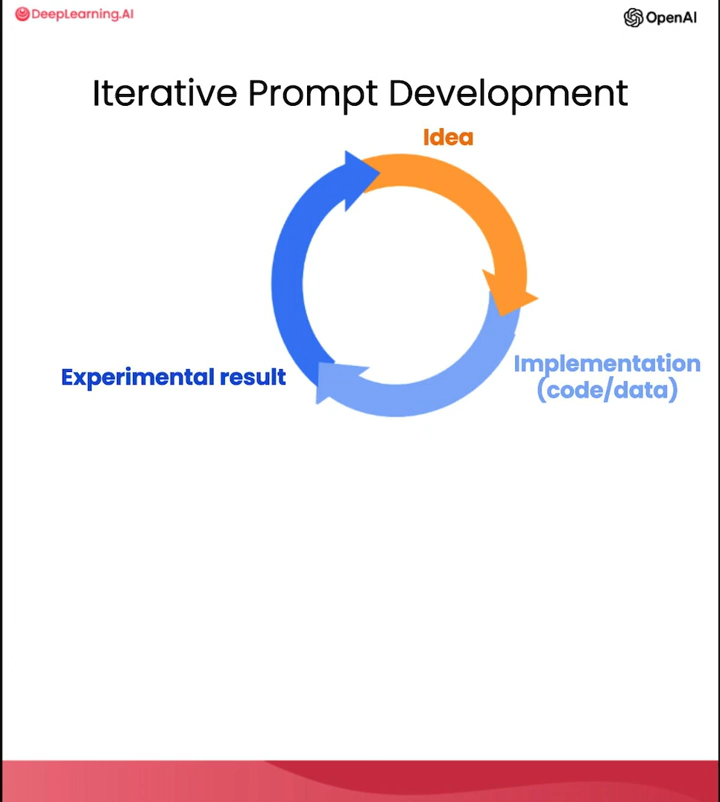 DeepLearning.AI
OpenAI
Iterative Prompt Development
Idea
Implementation
(code/data)
Experimental result